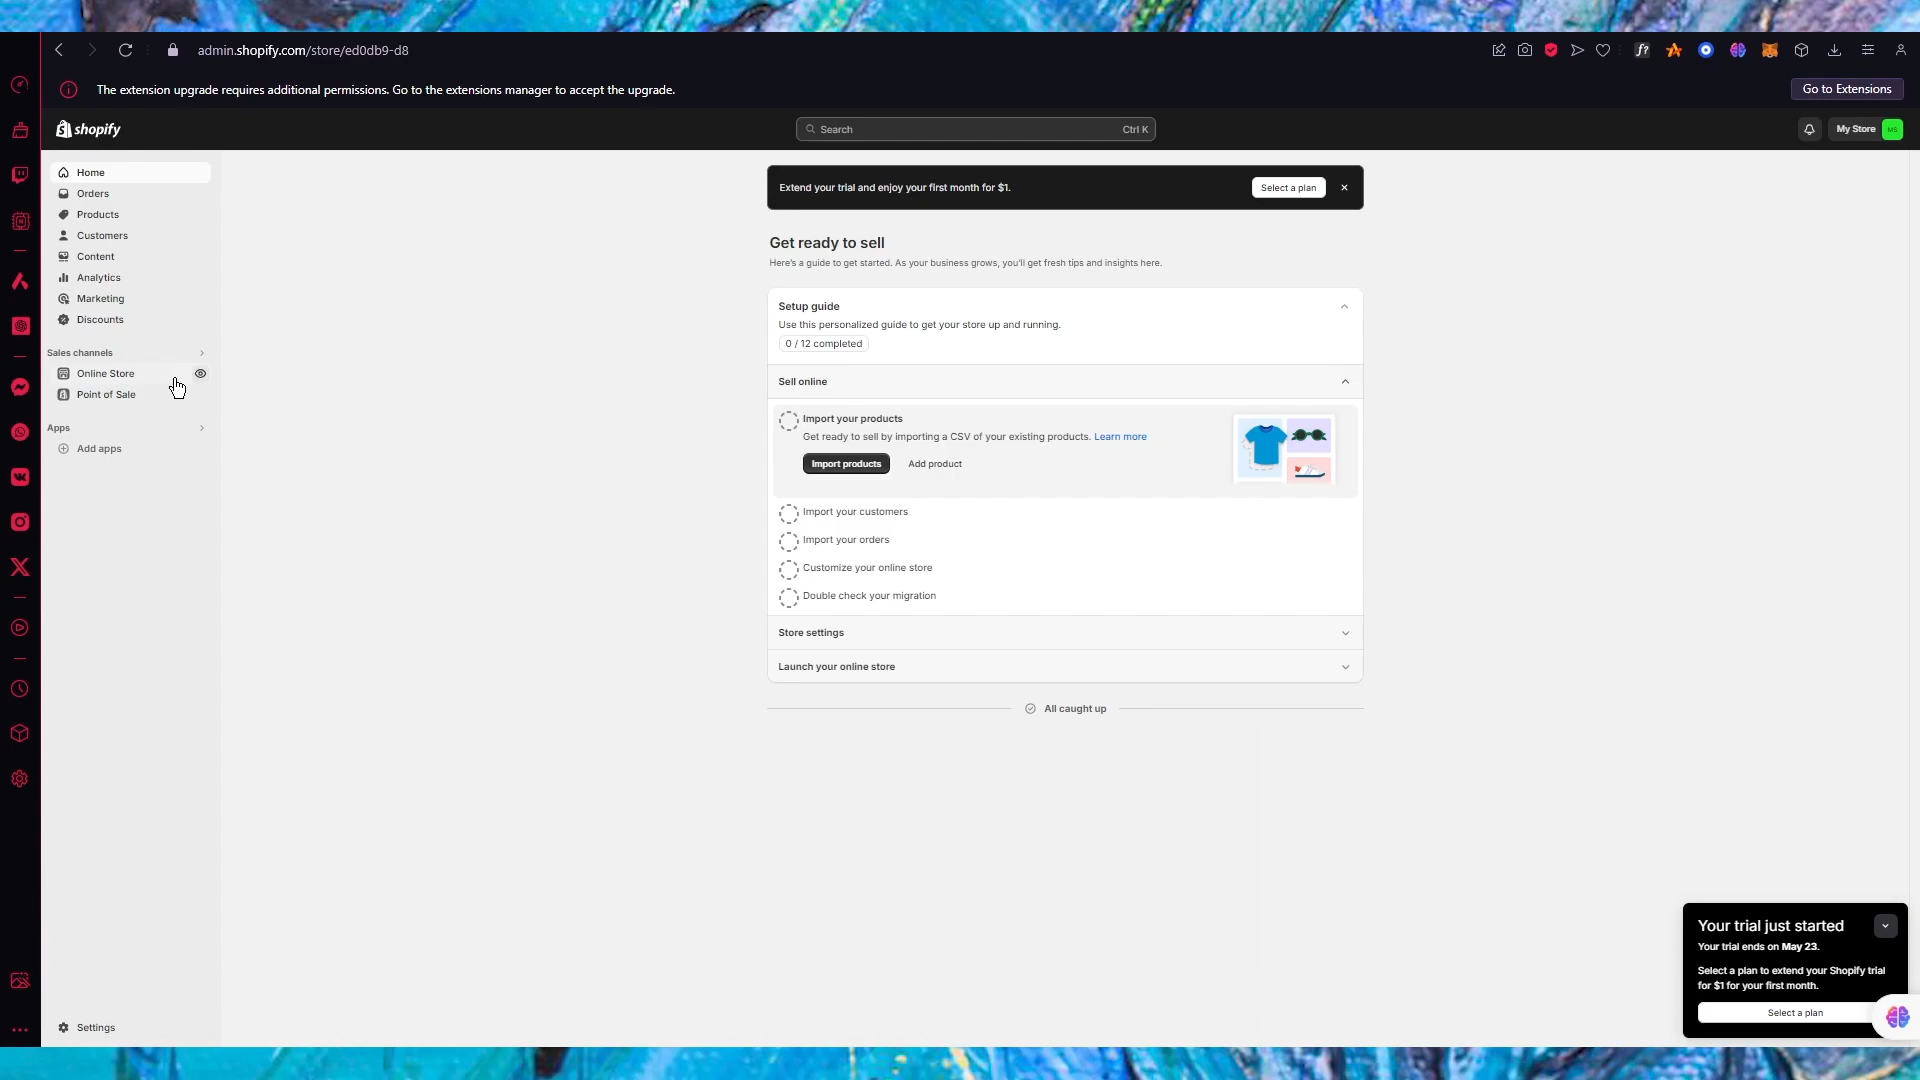 admin.shopify.com/store/ed0db9-d8
The extension upgrade requires additional permissions. Go to the extensions manager to accept the upgrade.
Go to Extensions
shopify
Search
Ctrl K
My Store
MS
Home
Orders
Products
Customers
Content
Analytics
Marketing
Discounts
Sales channels
Online Store
Point of Sale
Apps
Add apps
Settings
Extend your trial and enjoy your first month for $1.
Select a plan
Get ready to sell
Here's a guide to get started. As your business grows, you'll get fresh tips and insights here.
Setup guide
Use this personalized guide to get your store up and running.
0 / 12 completed
Sell online
Import your products
Get ready to sell by importing a CSV of your existing products. Learn more
Import products
Add product
Import your customers
Import your orders
Customize your online store
Double check your migration
Store settings
Launch your online store
All caught up
Your trial just started
Your trial ends on May 23.
Select a plan to extend your Shopify trial
for $1 for your first month.
Select a plan